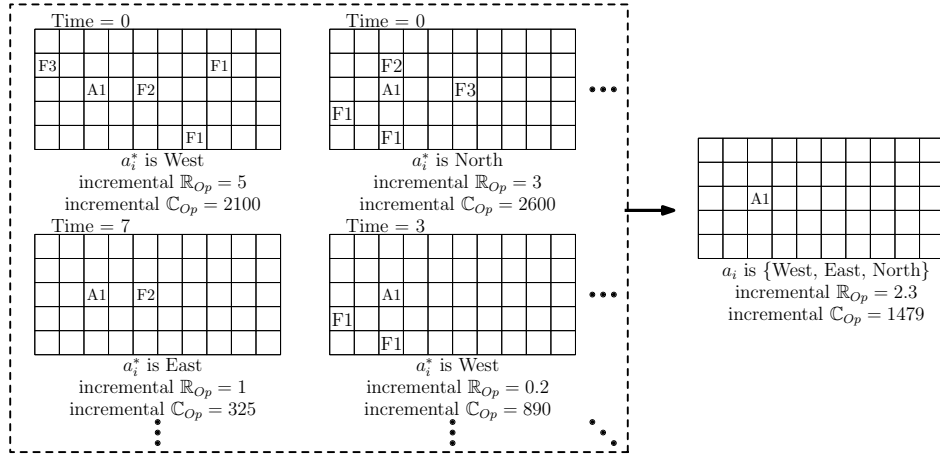 Time = 0
F3
F1
A1
F2
F1
a_i^* is West
incremental ℝ_{Op} = 5
incremental ℂ_{Op} = 2100
Time = 0
F2
A1
F3
F1
F1
a_i^* is North
incremental ℝ_{Op} = 3
incremental ℂ_{Op} = 2600
Time = 7
A1
F2
a_i^* is East
incremental ℝ_{Op} = 1
incremental ℂ_{Op} = 325
Time = 3
A1
F1
F1
a_i^* is West
incremental ℝ_{Op} = 0.2
incremental ℂ_{Op} = 890
A1
a_i is {West, East, North}
incremental ℝ_{Op} = 2.3
incremental ℂ_{Op} = 1479